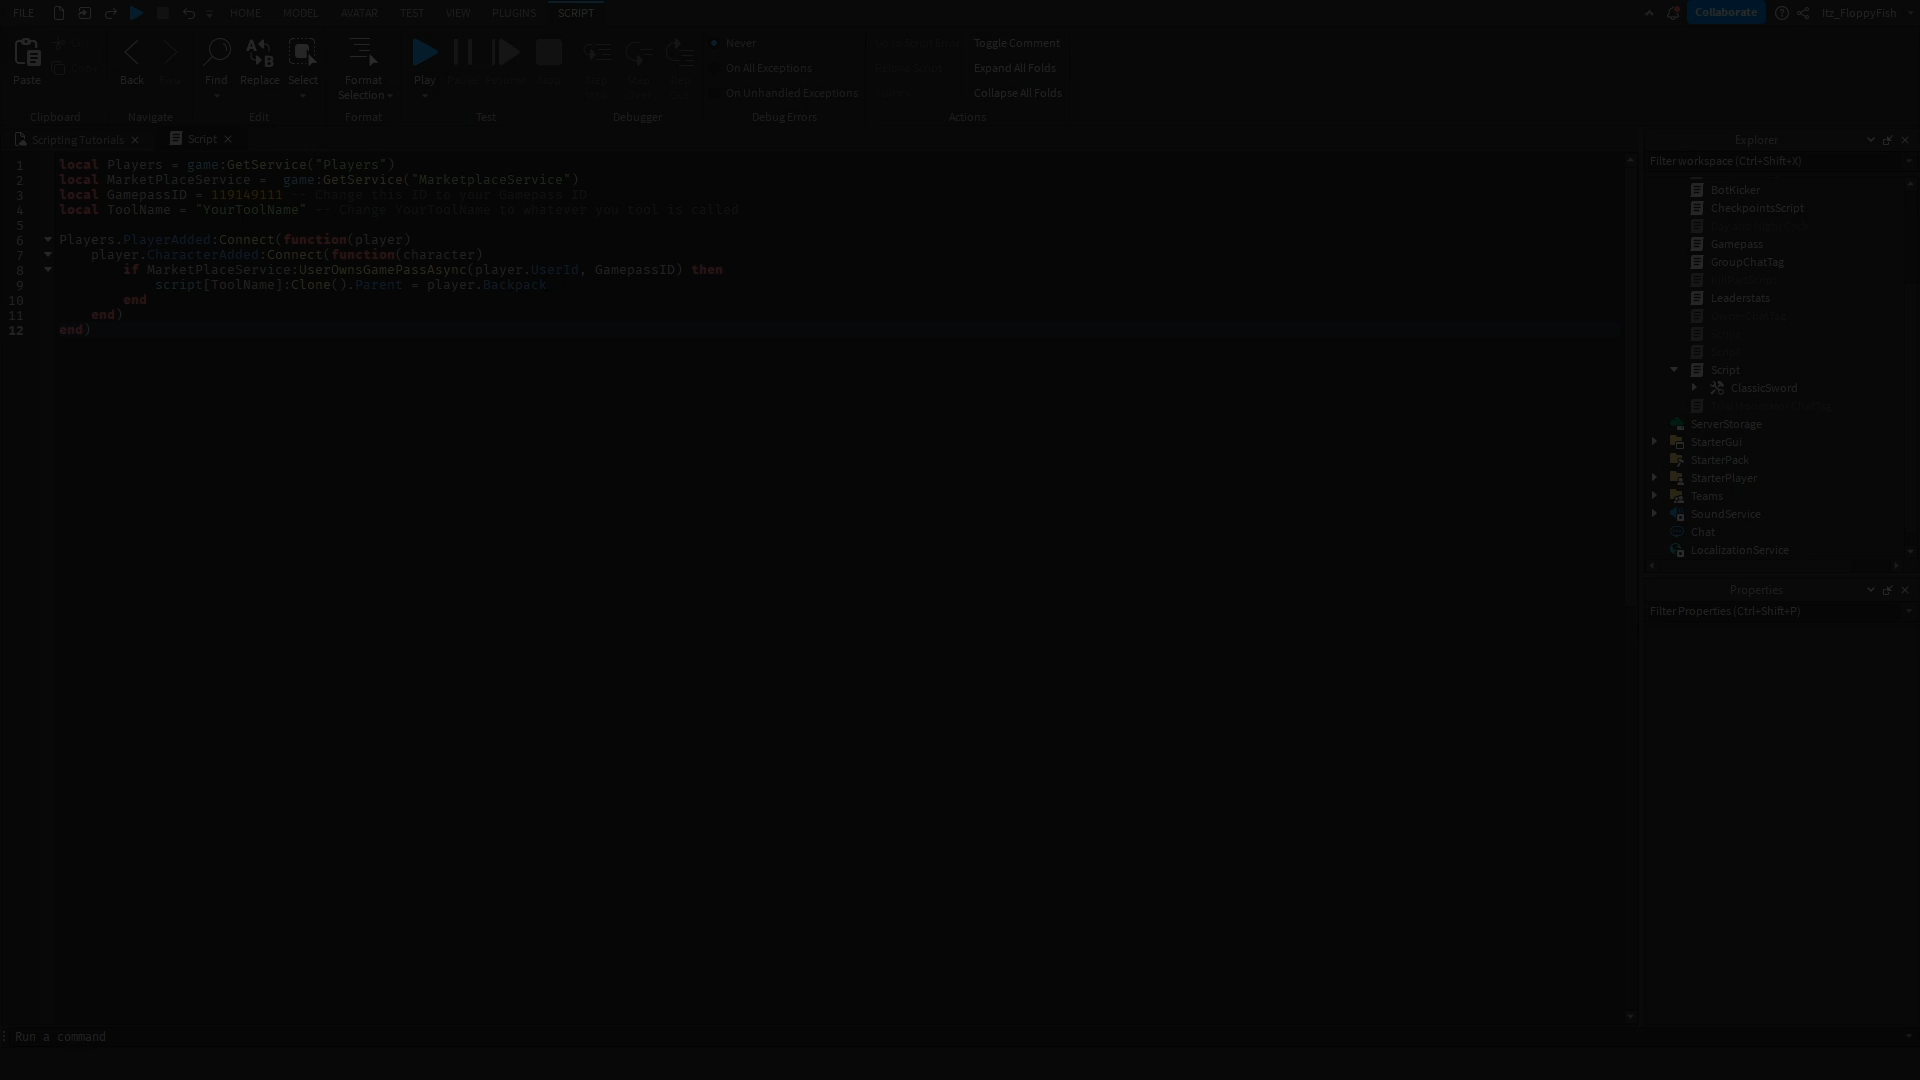 FILE HOME MODEL AVATAR TEST VIEW PLUGINS SCRIPT Collaborate Itz_FloppyFish
Paste Back Find Replace Select Format Selection Play
Never
On All Exceptions
On Unhandled Exceptions
Toggle Comment
Expand All Folds
Collapse All Folds
Clipboard Navigate Edit Format Test Debugger Debug Errors Actions
Scripting Tutorials Script
1 local Players = game:GetService("Players")
2 local MarketPlaceService =  game:GetService("MarketplaceService")
3 local GamepassID = 119149111 -- Change this ID to your Gamepass ID
4 local ToolName = "YourToolName" -- Change YourToolName to whatever you tool is called
5
6 Players.PlayerAdded:Connect(function(player)
7     player.CharacterAdded:Connect(function(character)
8         if MarketPlaceService:UserOwnsGamePassAsync(player.UserId, GamepassID) then
9             script[ToolName]:Clone().Parent = player.Backpack
10         end
11     end)
12 end)
Explorer
Filter workspace (Ctrl+Shift+X)
BotKicker
CheckpointsScript
Gamepass
GroupChatTag
Leaderstats
OwnerChatTag
Script
Script
Script
ClassicSword
ServerStorage
StarterGui
StarterPack
StarterPlayer
Teams
SoundService
Chat
LocalizationService
Properties
Filter Properties (Ctrl+Shift+P)
Run a command